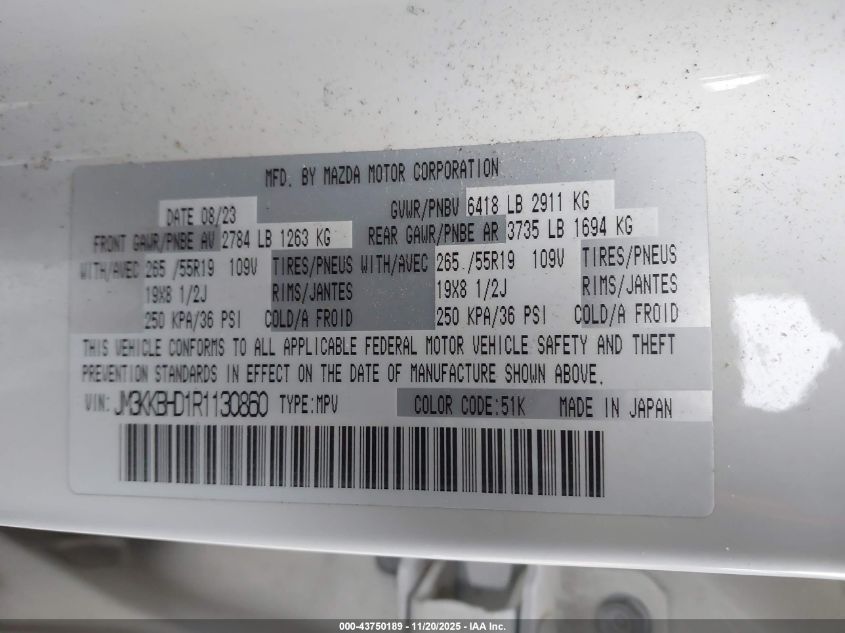 MFD. BY MAZDA MOTOR CORPORATION
DATE 08/23 GVWR/PNBV 6418 LB 2911 KG
FRONT GAWR/PNBE AV 2784 LB 1263 KG REAR GAWR/PNBE AR 3735 LB 1694 KG
WITH/AVEC 265 /55R19 109V TIRES/PNEUS WITH/AVEC 265 /55R19 109V TIRES/PNEUS
19X8 1/2J RIMS/JANTES 19X8 1/2J RIMS/JANTES
250 KPA/36 PSI COLD/A FROID 250 KPA/36 PSI COLD/A FROID
THIS VEHICLE CONFORMS TO ALL APPLICABLE FEDERAL MOTOR VEHICLE SAFETY AND THEFT
PREVENTION STANDARDS IN EFFECT ON THE DATE OF MANUFACTURE SHOWN ABOVE.
VIN: JM3KKBHD1R1130860 TYPE:MPV COLOR CODE:51K MADE IN JAPAN
000-43750189 - 11/20/2025 - IAA Inc.